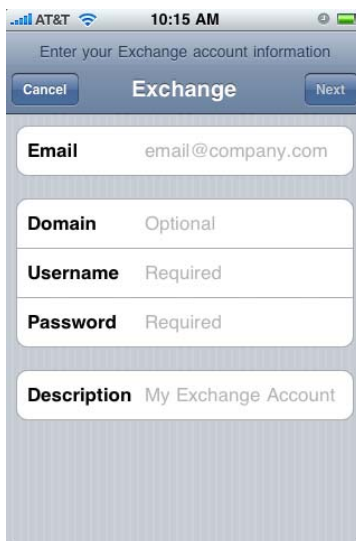 AT&T 10:15 AM
Enter your Exchange account information
Cancel Exchange Next
Email email@company.com
Domain Optional
Username Required
Password Required
Description My Exchange Account